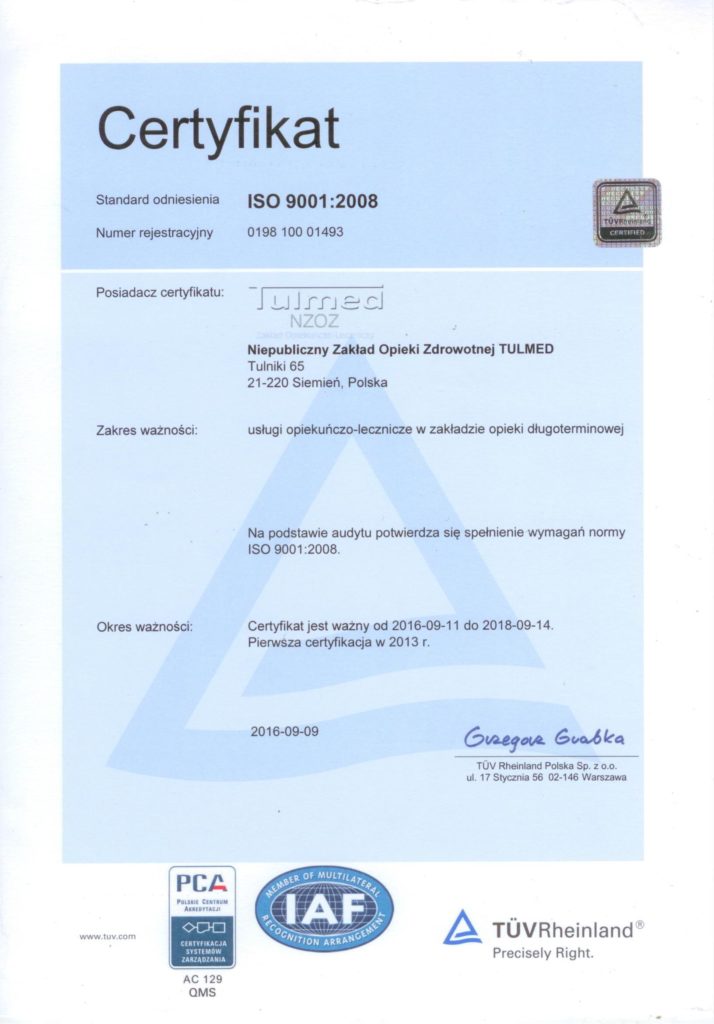 Certyfikat
Standard odniesienia ISO 9001:2008
Numer rejestracyjny 0198 100 01493
TÜVRheinland
CERTIFIED
Posiadacz certyfikatu: Tulmed
NZOZ
Niepubliczny Zakład Opieki Zdrowotnej TULMED
Tulniki 65
21-220 Siemień, Polska
Zakres ważności: usługi opiekuńczo-lecznicze w zakładzie opieki długoterminowej
Na podstawie audytu potwierdza się spełnienie wymagań normy
ISO 9001:2008.
Okres ważności: Certyfikat jest ważny od 2016-09-11 do 2018-09-14.
Pierwsza certyfikacja w 2013 r.
2016-09-09
Grzegorz Grabka
TÜV Rheinland Polska Sp. z o.o.
ul. 17 Stycznia 56 02-146 Warszawa
www.tuv.com
PCA
POLSKIE CENTRUM
AKREDYTACJI
CERTYFIKACJA
SYSTEMÓW
ZARZĄDZANIA
AC 129
QMS
MEMBER OF MULTILATERAL
IAF
RECOGNITION ARRANGEMENT
TÜVRheinland®
Precisely Right.